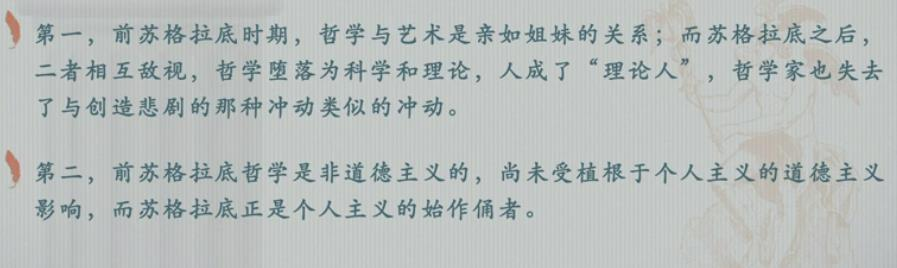 第一，前苏格拉底时期，哲学与艺术是亲如姐妹的关系；而苏格拉底之后，
二者相互敌视，哲学堕落为科学和理论，人成了“理论人”，哲学家也失去
了与创造悲剧的那种冲动类似的冲动。
第二，前苏格拉底哲学是非道德主义的，尚未受植根于个人主义的道德主义
影响，而苏格拉底正是个人主义的始作俑者。